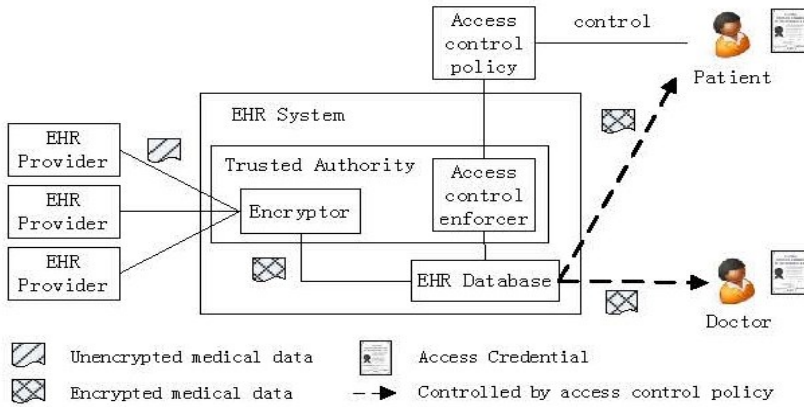 Access
control
policy
control
Patient
EHR System
EHR
Provider
EHR
Provider
EHR
Provider
Trusted Authority
Encryptor
Access
control
enforcer
EHR Database
Doctor
Unencrypted medical data
Access Credential
Encrypted medical data
Controlled by access control policy